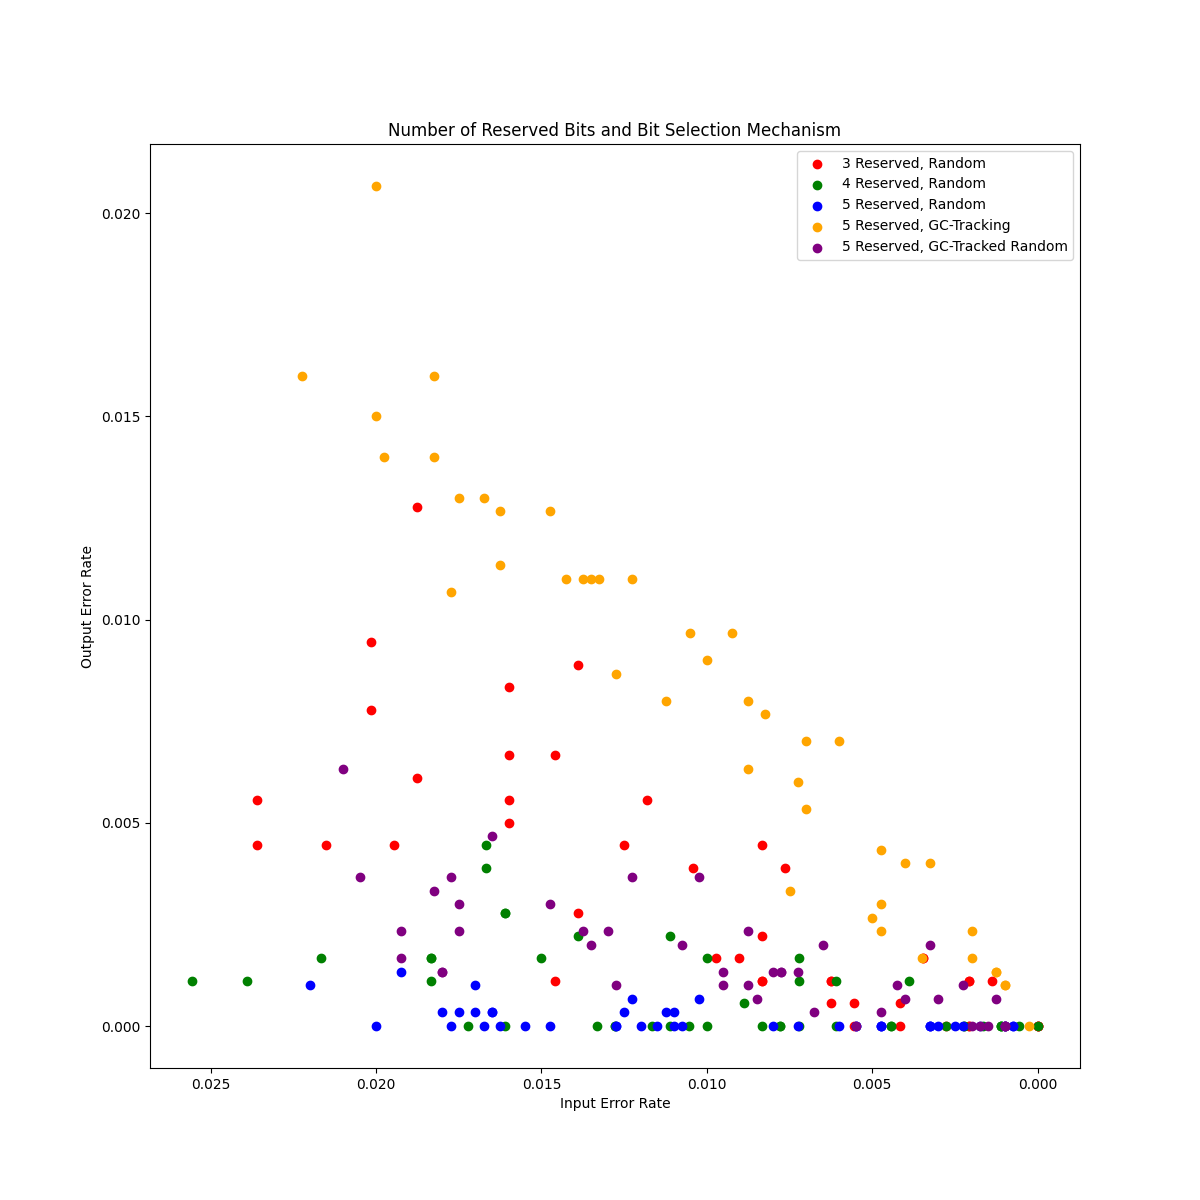 Number of Reserved Bits and Bit Selection Mechanism
3 Reserved, Random
4 Reserved, Random
5 Reserved, Random
5 Reserved, GC-Tracking
5 Reserved, GC-Tracked Random
Output Error Rate
0.020
0.015
0.010
0.005
0.000
0.025 0.020 0.015 0.010 0.005 0.000
Input Error Rate